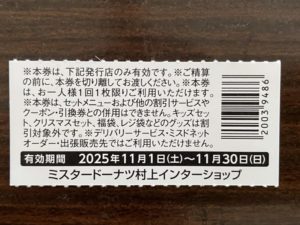 ※本券は、下記発行店のみ有効です。※ご精算
の前に、本券を切り離してお渡しください。※本券
は、お一人様1回1枚限りご利用いただけます。
※本券は、セットメニューおよび他の割引サービスや
クーポン・引換券との併用はできません。キッズセッ
ト、クリスマスセット、福袋、レジ袋などのグッズは割
引対象外です。※デリバリーサービス・ミスドネット
オーダー・出張販売先ではご利用いただけません。
2003 9486
有効期間 2025年11月1日(土)〜11月30日(日)
ミスタードーナツ村上インターショップ